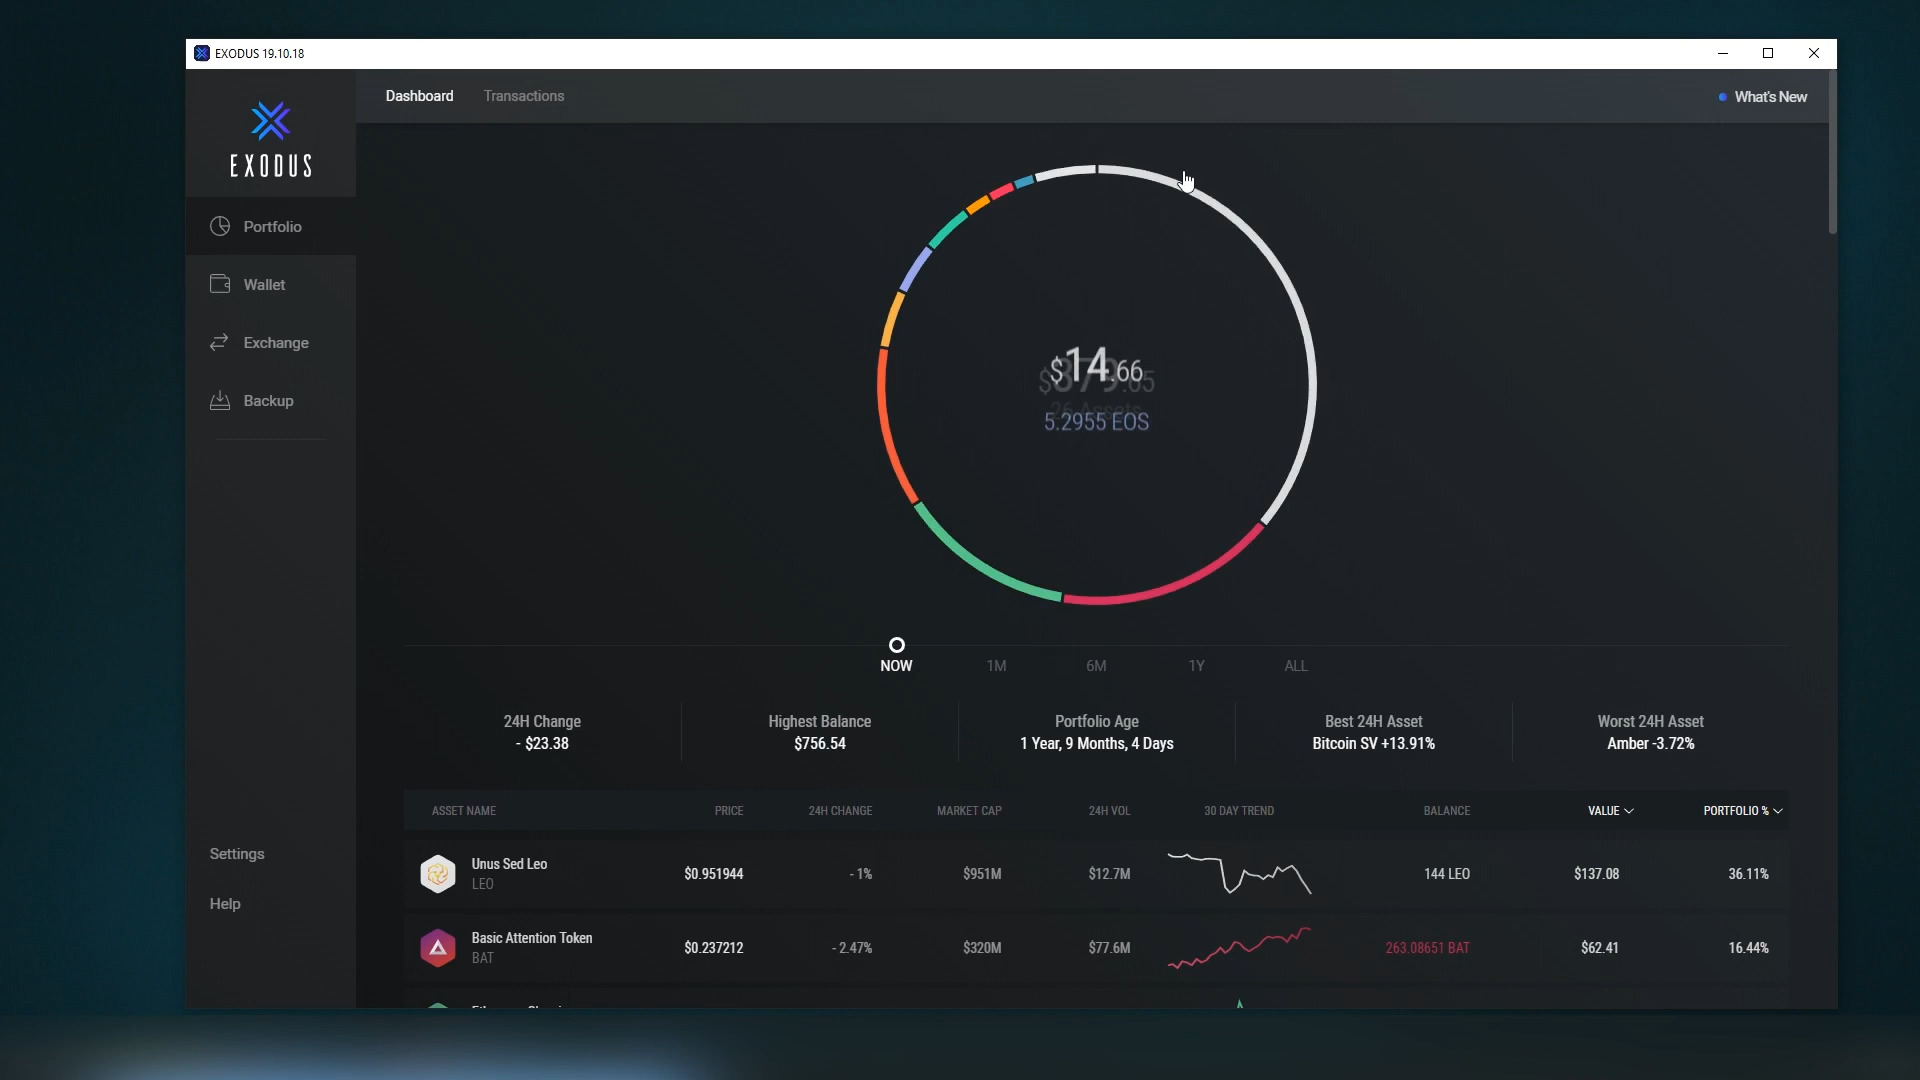 EXODUS 19.10.18
EXODUS
Dashboard
Transactions
What's New
Portfolio
Wallet
Exchange
Backup
Settings
Help
$14.66
26 Assets
5.2955 EOS
NOW 1M 6M 1Y ALL
24H Change Highest Balance Portfolio Age Best 24H Asset Worst 24H Asset
- $23.38 $756.54 1 Year, 9 Months, 4 Days Bitcoin SV +13.91% Amber -3.72%
ASSET NAME PRICE 24H CHANGE MARKET CAP 24H VOL 30 DAY TREND BALANCE VALUE PORTFOLIO %
Unus Sed Leo
LEO
$0.951944 - 1% $951M $12.7M 144 LEO $137.08 36.11%
Basic Attention Token
BAT
$0.237212 - 2.47% $320M $77.6M 263.08651 BAT $62.41 16.44%